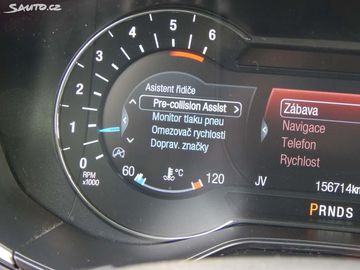 Sauto.cz
6
5
4
3
2
1
0
RPM
x1000
Asistent řidiče
Pre-collision Assist
Monitor tlaku pneu
Omezovač rychlosti
Doprav. značky
60
°C
120
Zábava
Navigace
Telefon
Rychlost
JV
156714km
PRNDS